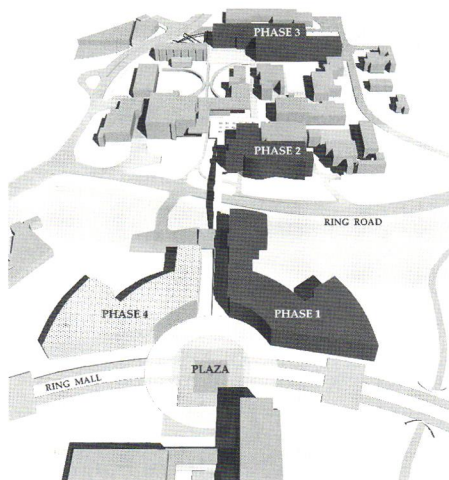 PHASE 3
PHASE 2
RING ROAD
PHASE 4
PHASE 1
PLAZA
RING MALL